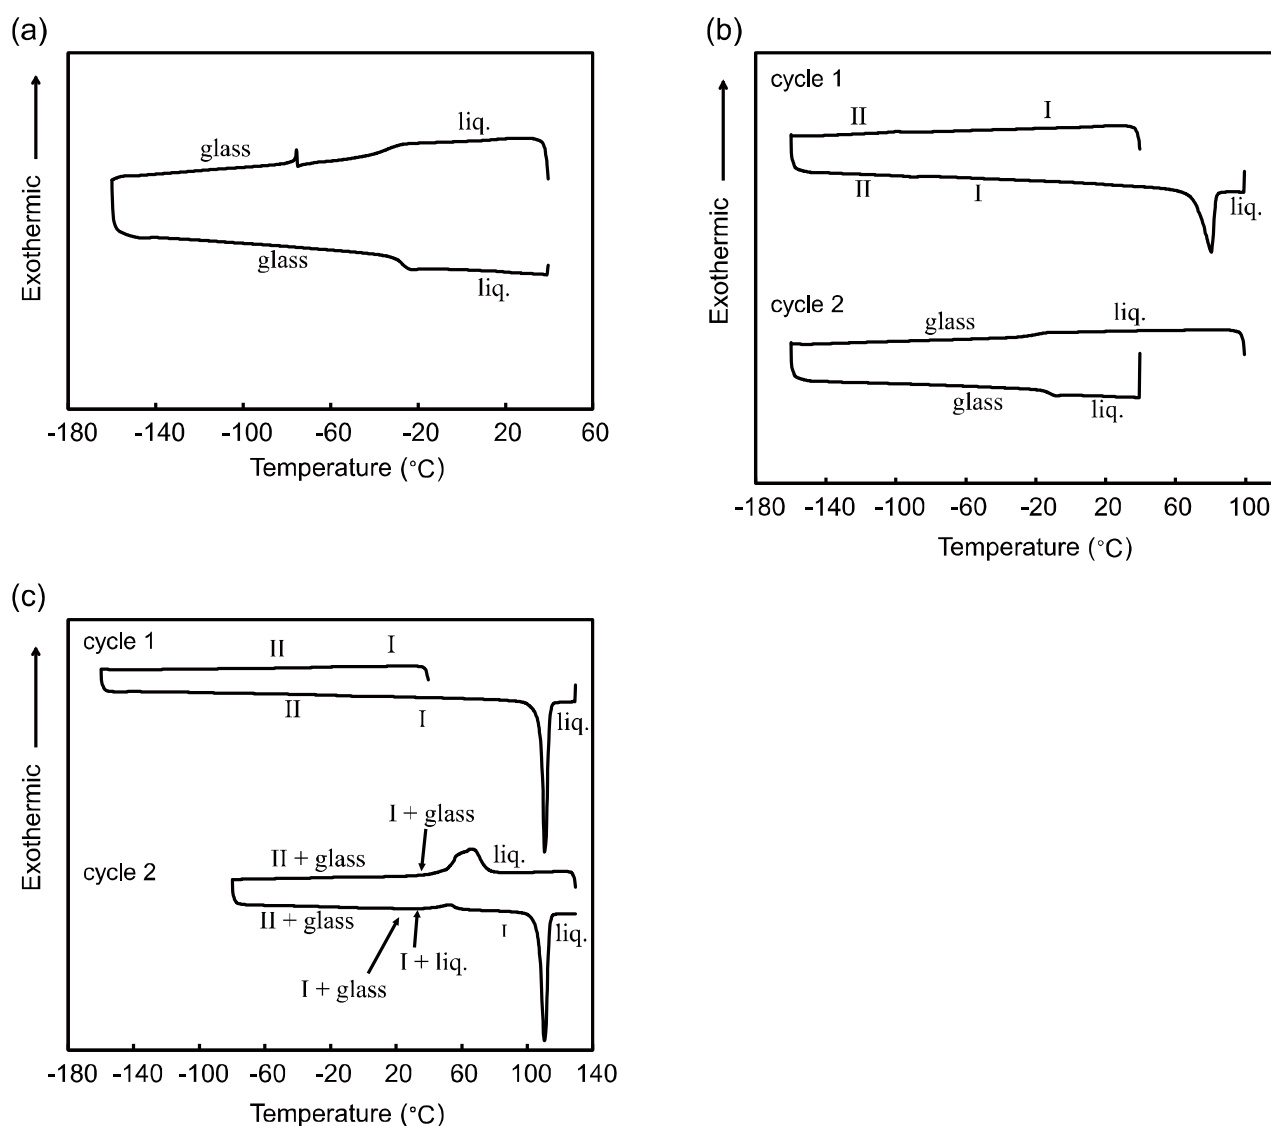 (a)
Exothermic
glass
liq.
glass
liq.
-180 -140 -100 -60 -20 20 60
Temperature (°C)
(b)
Exothermic
cycle 1
II I
II I
liq.
cycle 2
glass liq.
glass liq.
-180 -140 -100 -60 -20 20 60 100
Temperature (°C)
(c)
Exothermic
cycle 1
II I
II I
liq.
I + glass
cycle 2
II + glass liq.
II + glass I liq.
I + liq.
I + glass
-180 -140 -100 -60 -20 20 60 100 140
Temperature (°C)